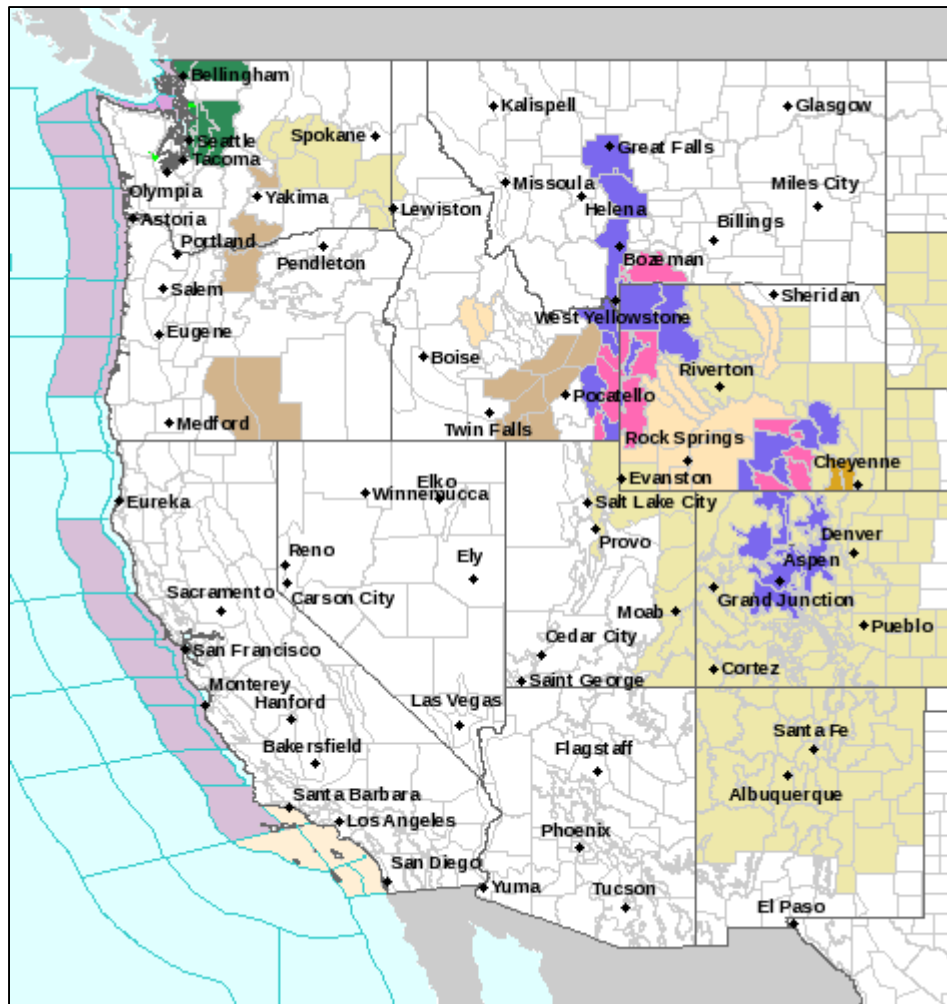 Bellingham
Kalispell
Glasgow
Seattle
Spokane
Great Falls
Tacoma
Olympia
Yakima
Missoula
Miles City
Lewiston
Helena
Astoria
Portland
Billings
Pendleton
Bozeman
Salem
Sheridan
West Yellowstone
Eugene
Boise
Riverton
Pocatello
Medford
Twin Falls
Rock Springs
Cheyenne
Evanston
Elko
Winnemucca
Eureka
Salt Lake City
Provo
Denver
Reno
Ely
Aspen
Sacramento
Carson City
Grand Junction
Moab
Pueblo
Cedar City
San Francisco
Cortez
Saint George
Monterey
Hanford
Las Vegas
Santa Fe
Bakersfield
Flagstaff
Albuquerque
Santa Barbara
Los Angeles
Phoenix
San Diego
Yuma
Tucson
El Paso